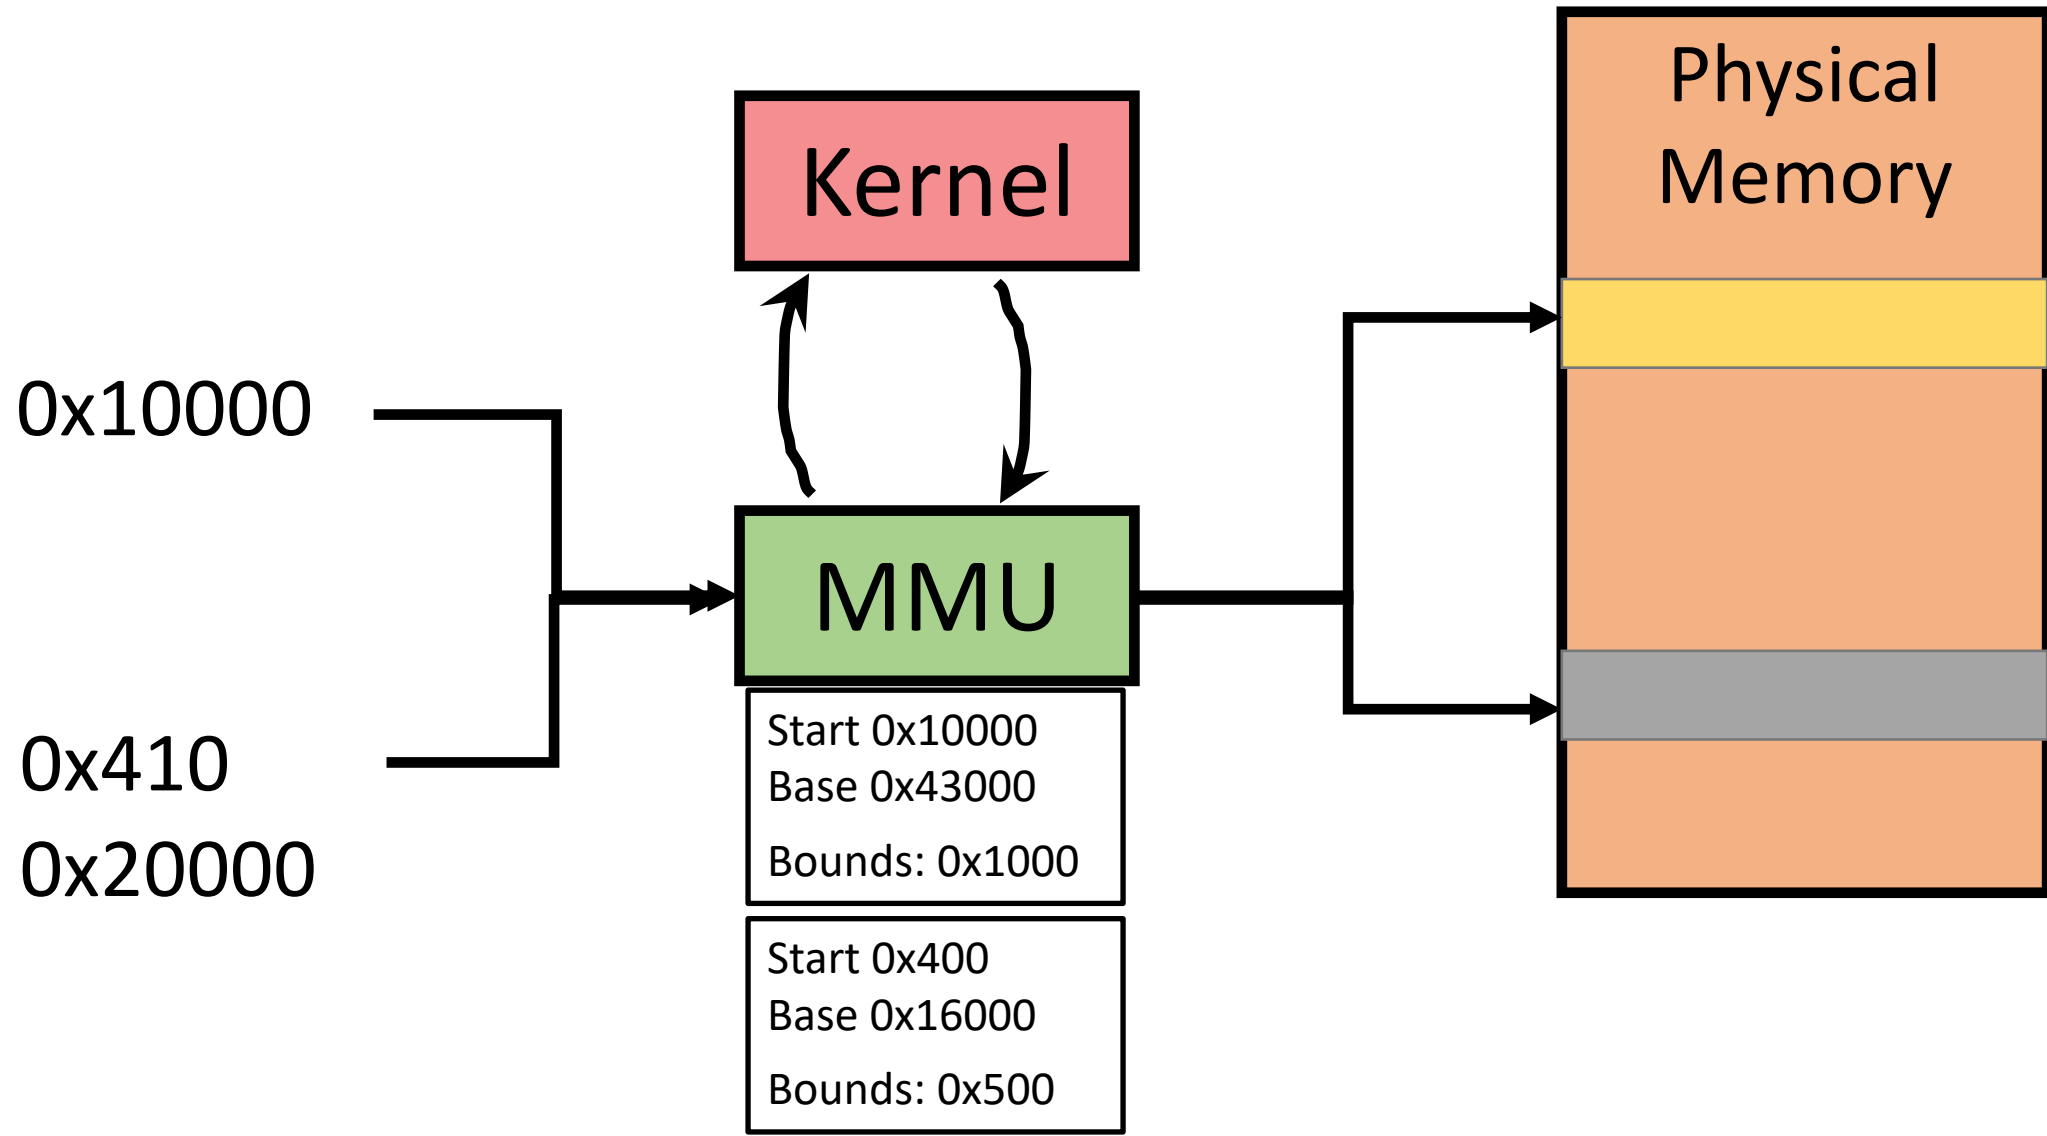 Physical
Memory
Kernel
0x10000
MMU
0x410
0x20000
Start 0x10000
Base 0x43000
Bounds: 0x1000
Start 0x400
Base 0x16000
Bounds: 0x500